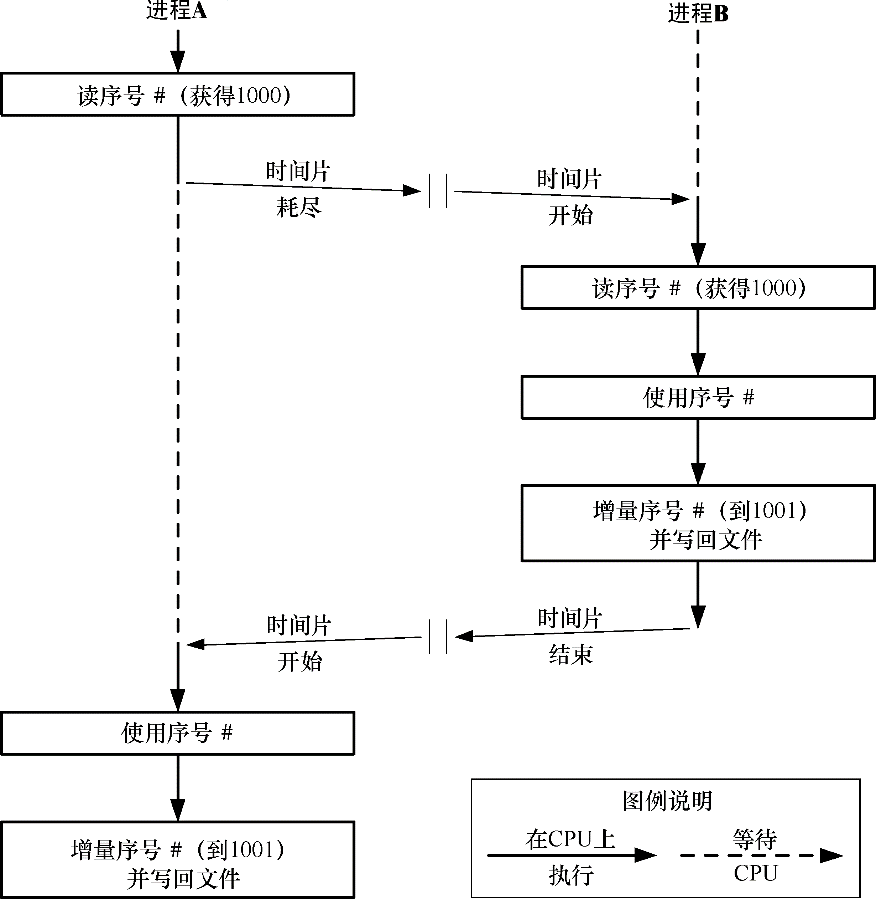 进程A
进程B
读序号 #（获得1000）
时间片
耗尽
时间片
开始
读序号 #（获得1000）
使用序号 #
增量序号 #（到1001）
并写回文件
时间片
开始
时间片
结束
使用序号 #
增量序号 #（到1001）
并写回文件
图例说明
在CPU上
执行
等待
CPU